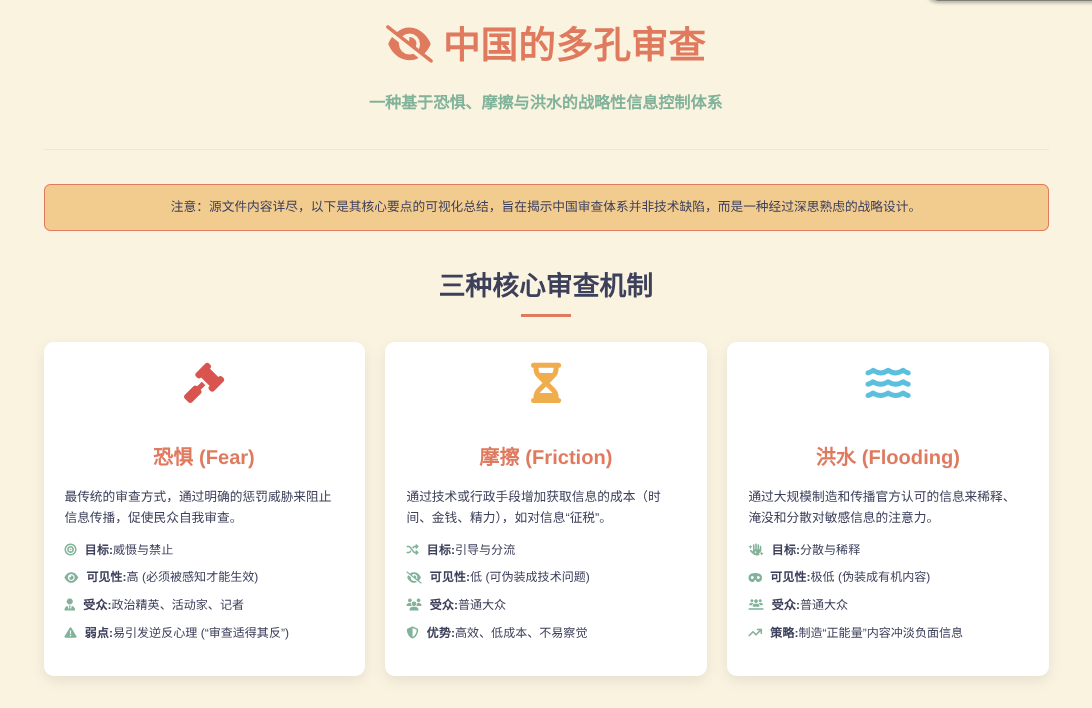 中国的多孔审查
一种基于恐惧、摩擦与洪水的战略性信息控制体系
注意：源文件内容详尽，以下是其核心要点的可视化总结，旨在揭示中国审查体系并非技术缺陷，而是一种经过深思熟虑的战略设计。
三种核心审查机制
恐惧 (Fear)
最传统的审查方式，通过明确的惩罚威胁来阻止
信息传播，促使民众自我审查。
目标:威慑与禁止
可见性:高 (必须被感知才能生效)
受众:政治精英、活动家、记者
弱点:易引发逆反心理 (“审查适得其反”)
摩擦 (Friction)
通过技术或行政手段增加获取信息的成本（时
间、金钱、精力），如对信息“征税”。
目标:引导与分流
可见性:低 (可伪装成技术问题)
受众:普通大众
优势:高效、低成本、不易察觉
洪水 (Flooding)
通过大规模制造和传播官方认可的信息来稀释、
淹没和分散对敏感信息的注意力。
目标:分散与稀释
可见性:极低 (伪装成有机内容)
受众:普通大众
策略:制造“正能量”内容冲淡负面信息